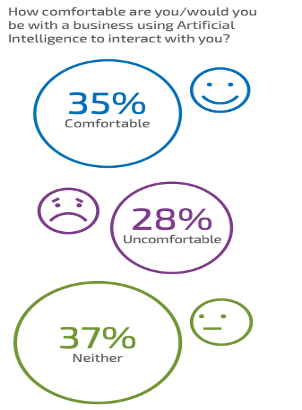 How comfortable are you/would you
be with a business using Artificial
Intelligence to interact with you?
35%
Comfortable
28%
Uncomfortable
37%
Neither